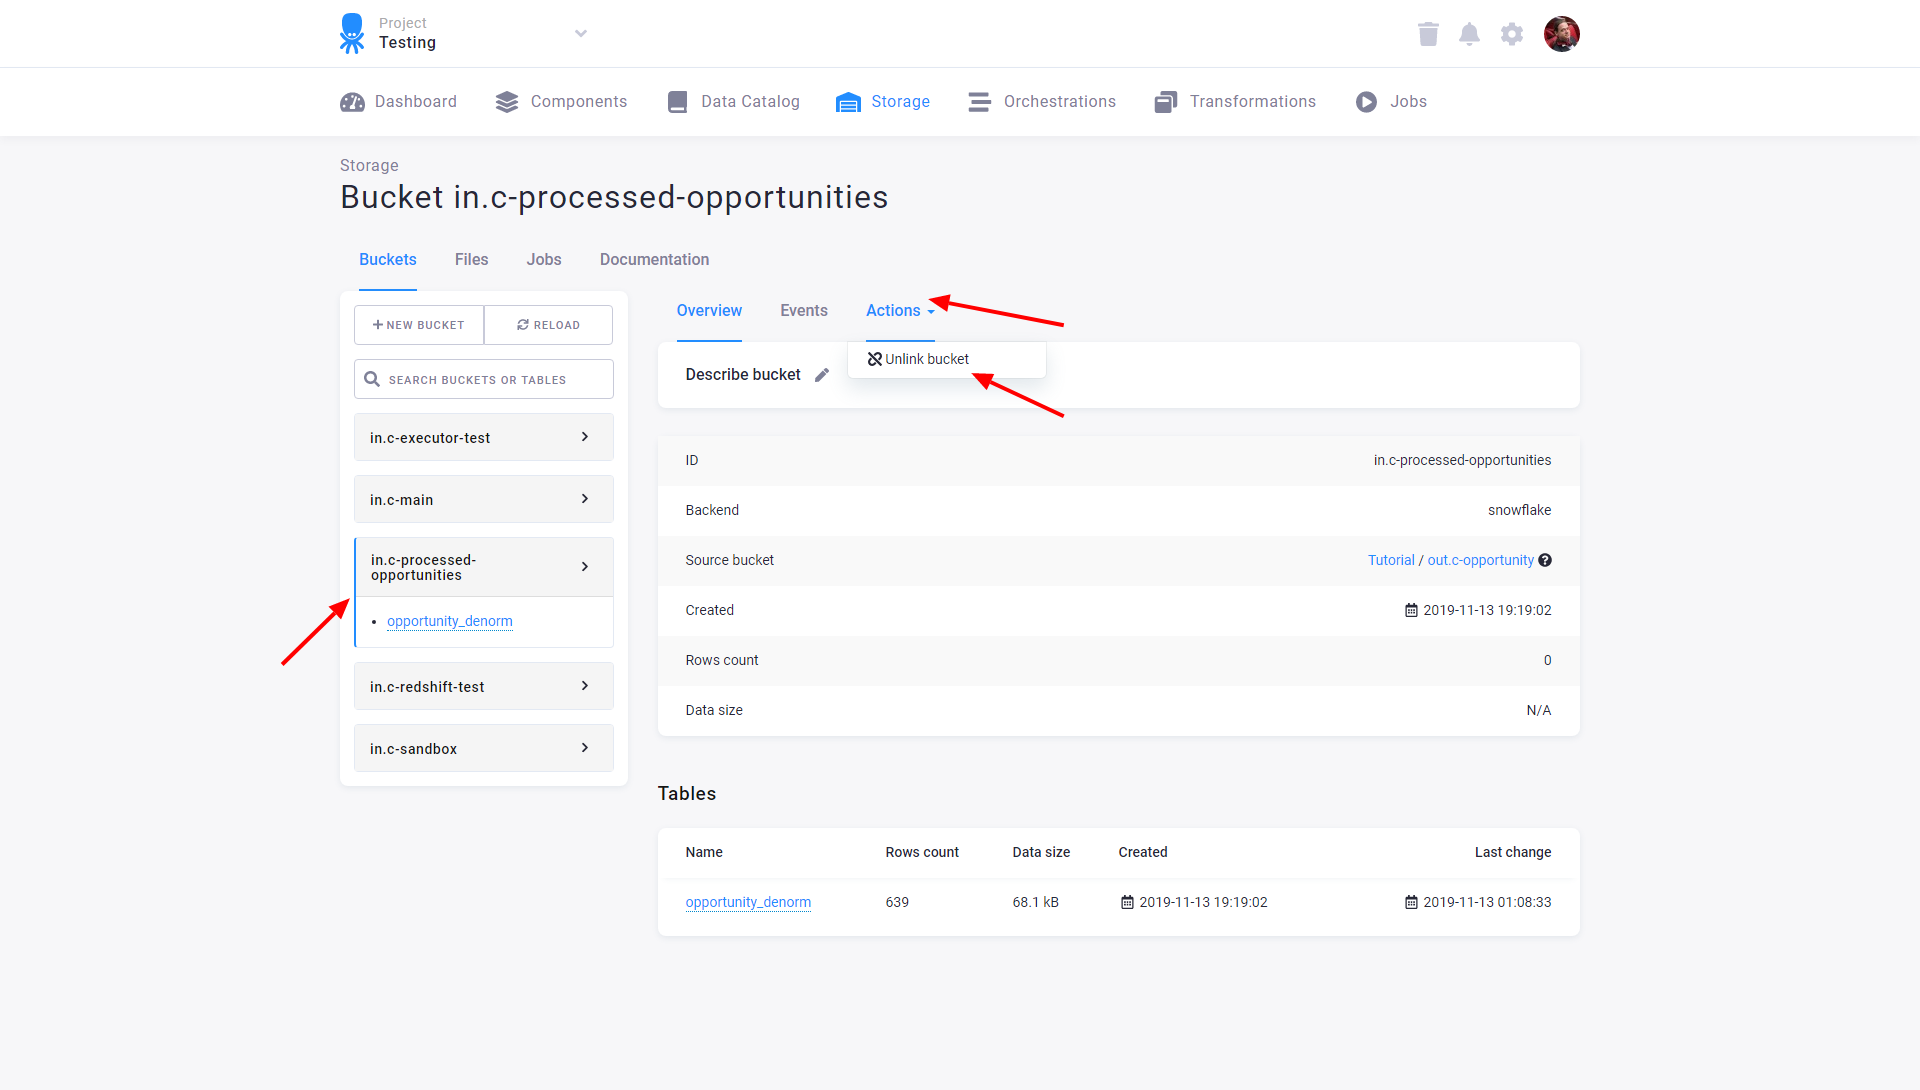 Project
Testing
Dashboard Components Data Catalog Storage Orchestrations Transformations Jobs
Storage
Bucket in.c-processed-opportunities
Buckets Files Jobs Documentation
NEW BUCKET RELOAD
SEARCH BUCKETS OR TABLES
in.c-executor-test
in.c-main
in.c-processed-
opportunities
opportunity_denorm
in.c-redshift-test
in.c-sandbox
Overview Events Actions
Unlink bucket
Describe bucket
ID in.c-processed-opportunities
Backend snowflake
Source bucket Tutorial / out.c-opportunity
Created 2019-11-13 19:19:02
Rows count 0
Data size N/A
Tables
Name Rows count Data size Created Last change
opportunity_denorm 639 68.1 kB 2019-11-13 19:19:02 2019-11-13 01:08:33